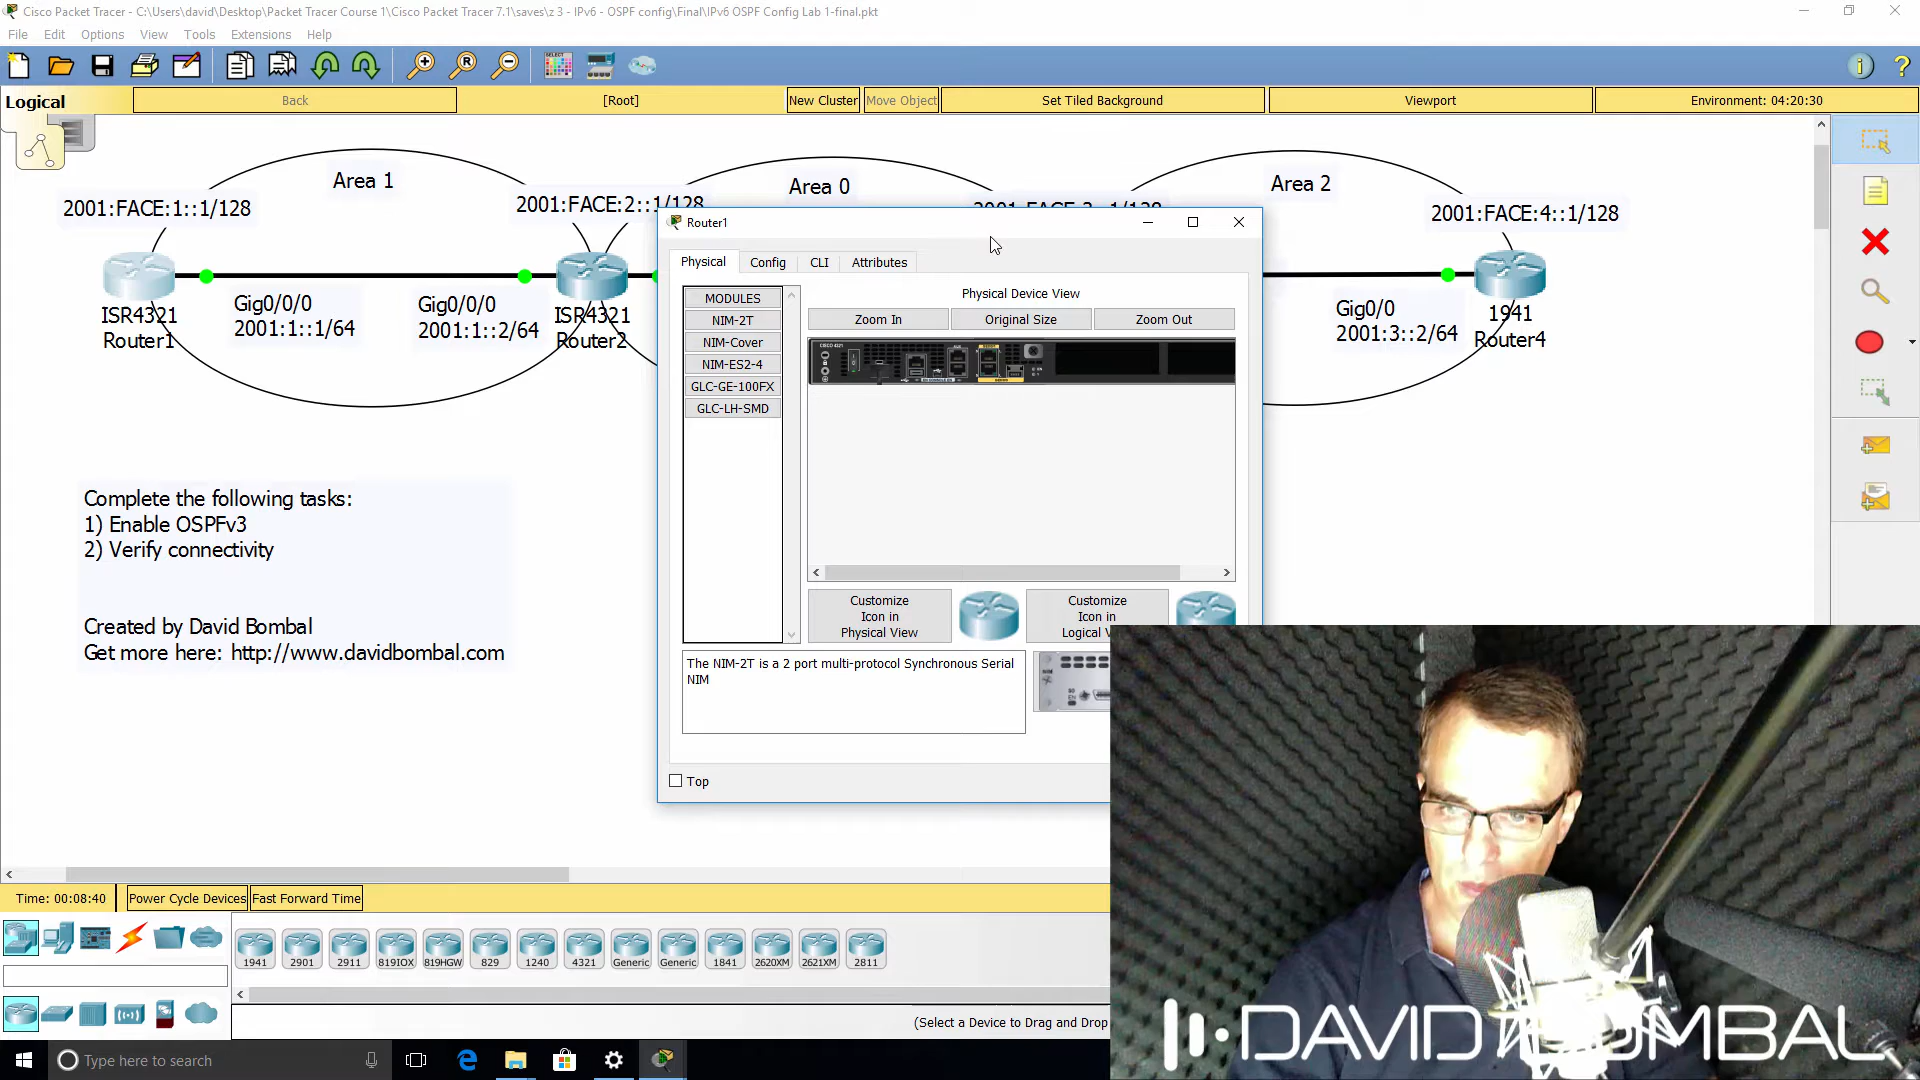 Cisco Packet Tracer - C:\Users\david\Desktop\Packet Tracer Course 1\Cisco Packet Tracer 7.1\saves\z 3 - IPv6 - OSPF config\Final\IPv6 OSPF Config Lab 1-final.pkt
File Edit Options View Tools Extensions Help
Logical Back [Root] New Cluster Move Object Set Tiled Background Viewport Environment: 04:20:30
Area 1
Area 0
Area 2
2001:FACE:1::1/128
2001:FACE:2::1/128
2001:FACE:4::1/128
ISR4321
Router1
Gig0/0/0
2001:1::1/64
Gig0/0/0
2001:1::2/64
ISR4321
Router2
Gig0/0
2001:3::2/64
1941
Router4
Router1
Physical Config CLI Attributes
MODULES
NIM-2T
NIM-Cover
NIM-ES2-4
GLC-GE-100FX
GLC-LH-SMD
Physical Device View
Zoom In Original Size Zoom Out
Customize
Icon in
Physical View
Customize
Icon in
Logical V
The NIM-2T is a 2 port multi-protocol Synchronous Serial
NIM
Top
Complete the following tasks:
1) Enable OSPFv3
2) Verify connectivity
Created by David Bombal
Get more here: http://www.davidbombal.com
Time: 00:08:40 Power Cycle Devices Fast Forward Time
1941 2901 2911 819IOX 819HGW 829 1240 4321 Generic Generic 1841 2620XM 2621XM 2811
(Select a Device to Drag and Drop
Type here to search
DAVID BOMBAL